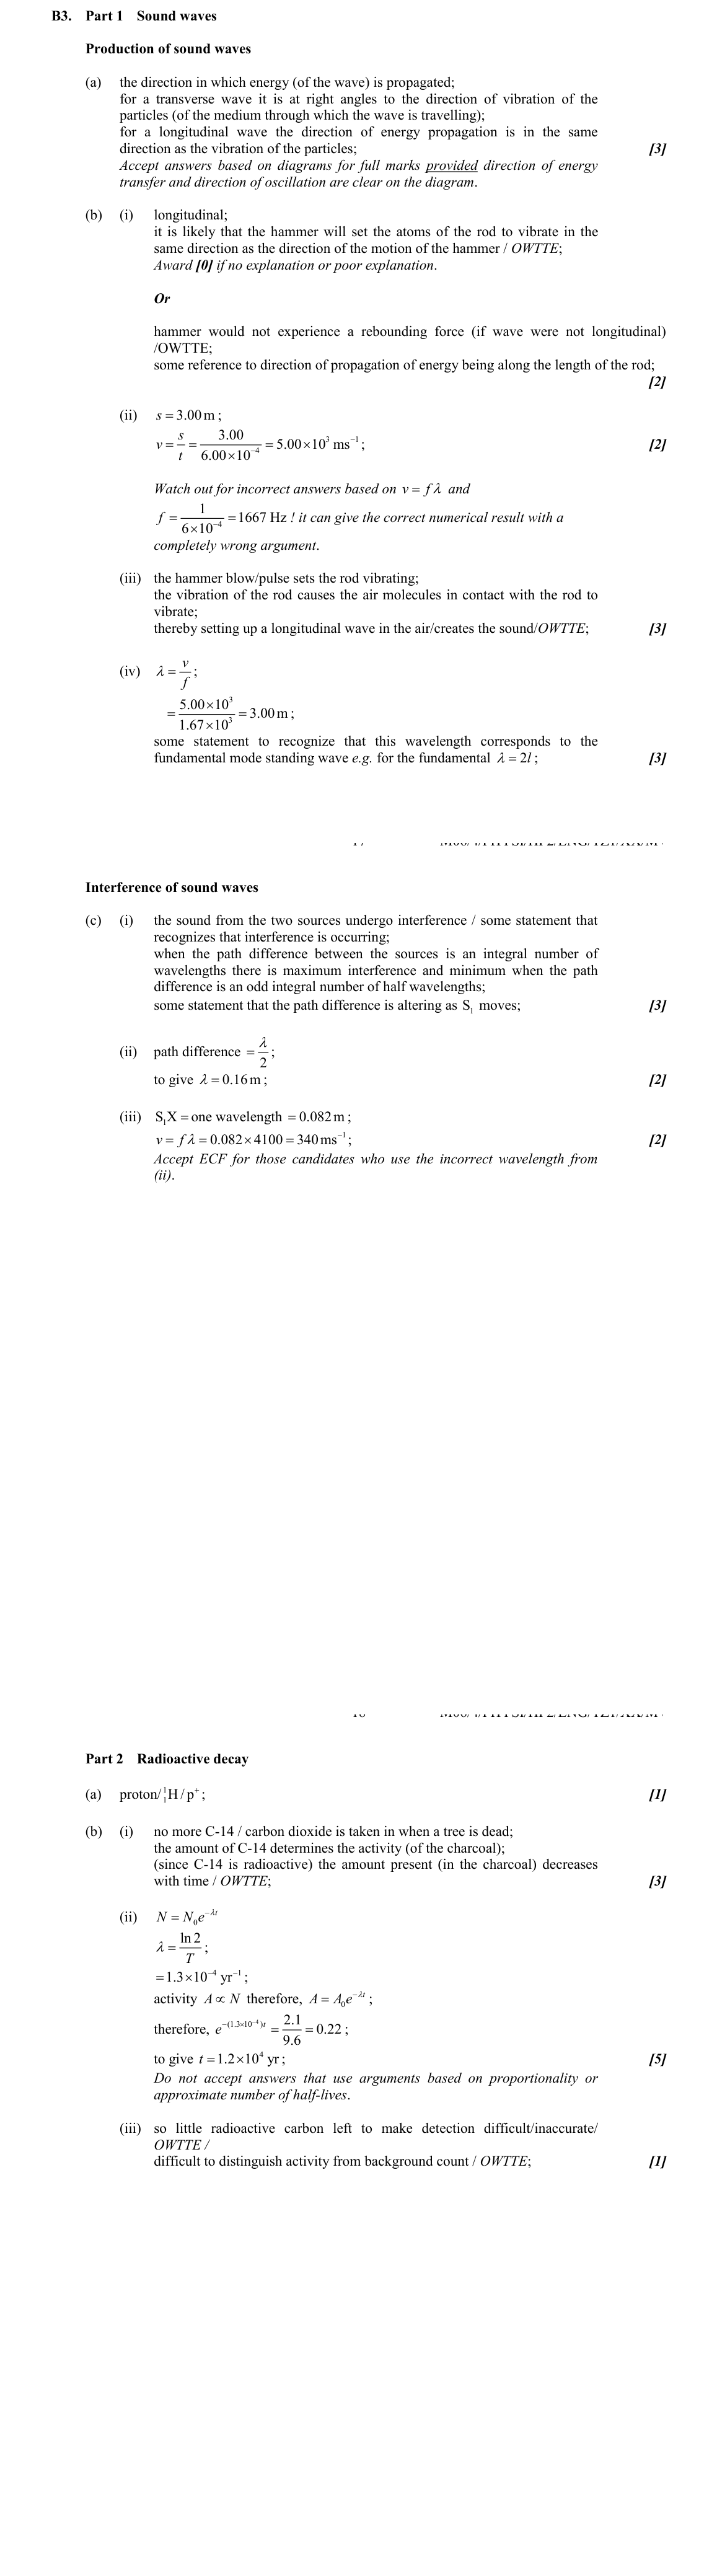 B3. Part 1 Sound waves
Production of sound waves
(a) the direction in which energy (of the wave) is propagated;
for a transverse wave it is at right angles to the direction of vibration of the
particles (of the medium through which the wave is travelling);
for a longitudinal wave the direction of energy propagation is in the same
direction as the vibration of the particles; [3]
Accept answers based on diagrams for full marks provided direction of energy
transfer and direction of oscillation are clear on the diagram.
(b) (i) longitudinal;
it is likely that the hammer will set the atoms of the rod to vibrate in the
same direction as the direction of the motion of the hammer / OWTTE;
Award [0] if no explanation or poor explanation.
Or
hammer would not experience a rebounding force (if wave were not longitudinal)
/OWTTE;
some reference to direction of propagation of energy being along the length of the rod;
[2]
(ii) s = 3.00 m ;
v = s/t = 3.00/(6.00×10⁻⁴) = 5.00×10³ ms⁻¹ ; [2]
Watch out for incorrect answers based on v = fλ and
f = 1/(6×10⁻⁴) = 1667 Hz ! it can give the correct numerical result with a
completely wrong argument.
(iii) the hammer blow/pulse sets the rod vibrating;
the vibration of the rod causes the air molecules in contact with the rod to
vibrate;
thereby setting up a longitudinal wave in the air/creates the sound/OWTTE; [3]
(iv) λ = v/f ;
= (5.00×10³)/(1.67×10³) = 3.00 m ;
some statement to recognize that this wavelength corresponds to the
fundamental mode standing wave e.g. for the fundamental λ = 2l ; [3]
Interference of sound waves
(c) (i) the sound from the two sources undergo interference / some statement that
recognizes that interference is occurring;
when the path difference between the sources is an integral number of
wavelengths there is maximum interference and minimum when the path
difference is an odd integral number of half wavelengths;
some statement that the path difference is altering as S₁ moves; [3]
(ii) path difference = λ/2 ;
to give λ = 0.16 m ; [2]
(iii) S₁X = one wavelength = 0.082 m ;
v = fλ = 0.082×4100 = 340 ms⁻¹ ; [2]
Accept ECF for those candidates who use the incorrect wavelength from
(ii).
Part 2 Radioactive decay
(a) proton/ ¹₁H / p⁺ ; [1]
(b) (i) no more C-14 / carbon dioxide is taken in when a tree is dead;
the amount of C-14 determines the activity (of the charcoal);
(since C-14 is radioactive) the amount present (in the charcoal) decreases
with time / OWTTE; [3]
(ii) N = N₀e^(−λt)
λ = ln 2/T ;
= 1.3×10⁻⁴ yr⁻¹ ;
activity A ∝ N therefore, A = A₀e^(−λt) ;
therefore, e^(−(1.3×10⁻⁴)t) = 2.1/9.6 = 0.22 ;
to give t = 1.2×10⁴ yr ; [5]
Do not accept answers that use arguments based on proportionality or
approximate number of half-lives.
(iii) so little radioactive carbon left to make detection difficult/inaccurate/
OWTTE /
difficult to distinguish activity from background count / OWTTE; [1]